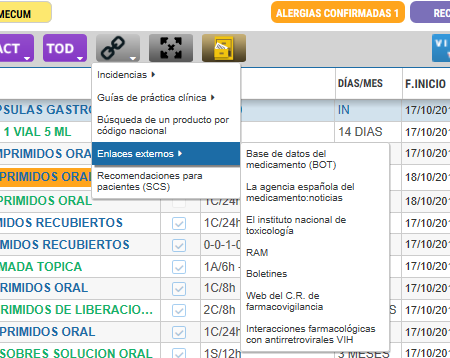 MECUM
ALERGIAS CONFIRMADAS 1
REC
ACT
TOD
VI
DÍAS/MES
F.INICIO
Incidencias
Guías de práctica clínica
Búsqueda de un producto por
código nacional
Enlaces externos
Recomendaciones para
pacientes (SCS)
Base de datos del
medicamento (BOT)
La agencia española del
medicamento:noticias
El instituto nacional de
toxicología
RAM
Boletines
Web del C.R. de
farmacovigilancia
Interacciones farmacológicas
con antirretrovirales VIH
PSULAS GASTR
IN
17/10/20
1 VIAL 5 ML
14 DIAS
17/10/20
MPRIMIDOS ORAL
18/10/20
MPRIMIDOS ORAL
18/10/20
PRIMIDOS ORAL
1C/24h
17/10/20
MIDOS RECUBIERTOS
1C/24h
17/10/20
MIDOS RECUBIERTOS
0-0-1-0
17/10/20
MADA TOPICA
1A/6h
17/10/20
PRIMIDOS ORAL
1C/8h
17/10/20
RIMIDOS DE LIBERACIO...
2C/8h
17/10/20
PRIMIDOS ORAL
1C/24h
17/10/20
SOBRES SOLUCION ORAL
1S/12h
3 MESES
17/10/20